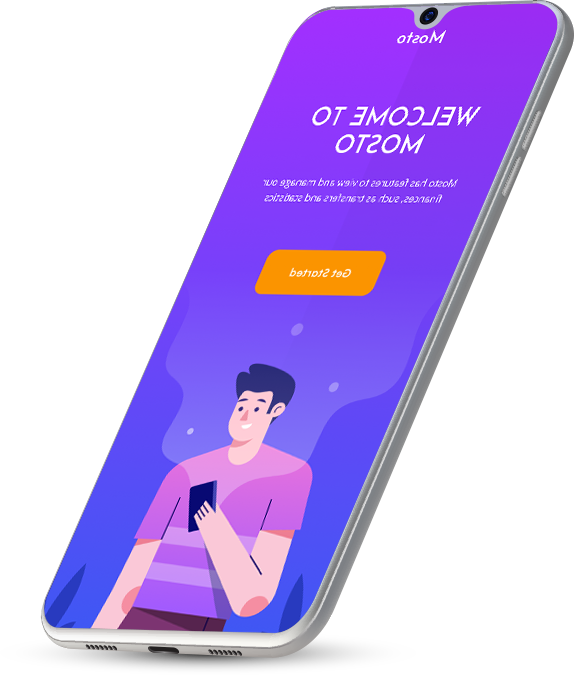 Mosto
WELCOME TO
MOSTO
Mosto has features to view and manage our
finances, such as transfers and statistics
Get Started